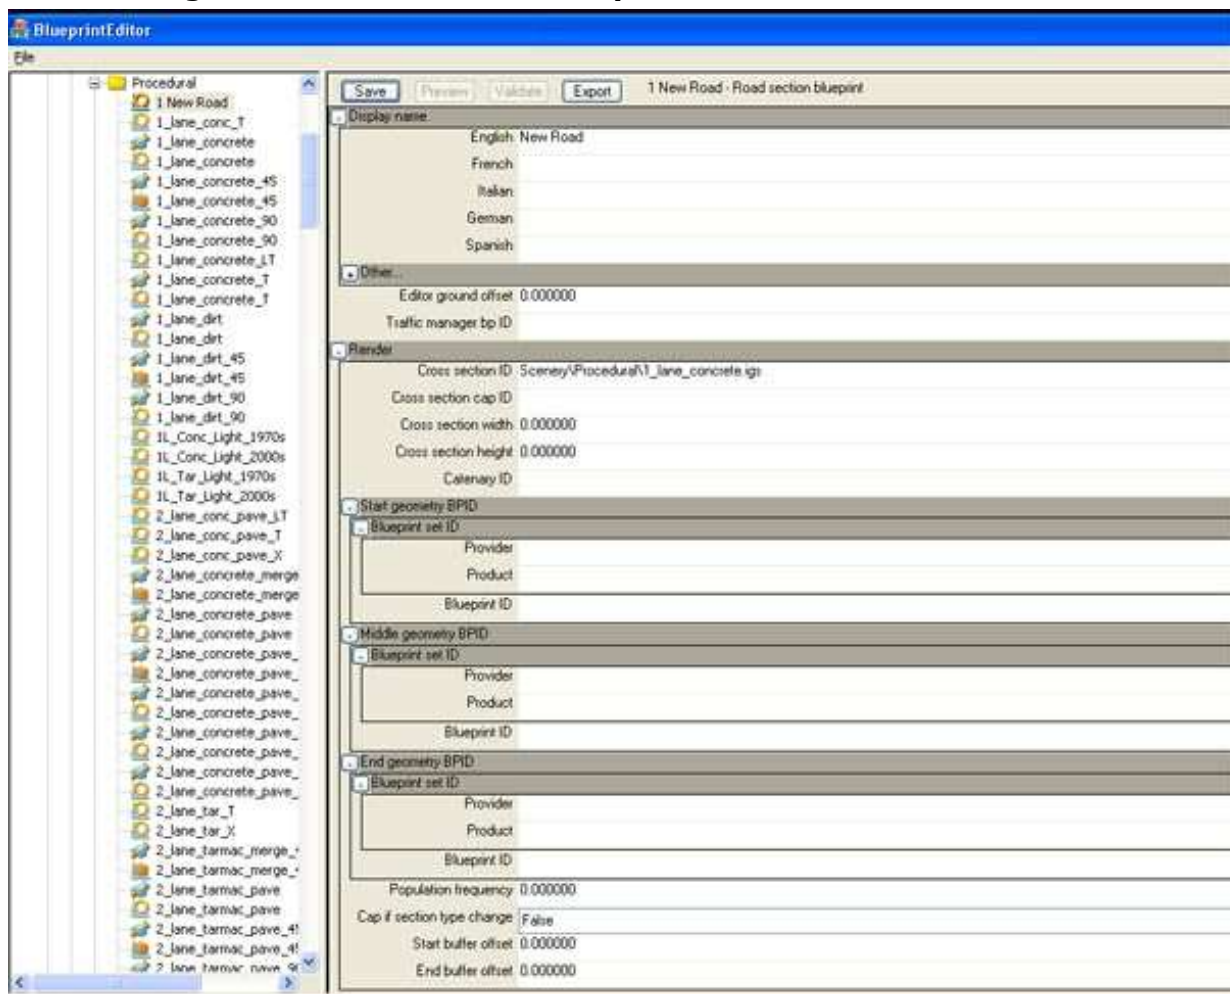 BlueprintEditor
File
Procedural
1 New Road
1_lane_conc_T
1_lane_concrete
1_lane_concrete
1_lane_concrete_45
1_lane_concrete_45
1_lane_concrete_90
1_lane_concrete_90
1_lane_concrete_LT
1_lane_concrete_T
1_lane_concrete_T
1_lane_dirt
1_lane_dirt
1_lane_dirt_45
1_lane_dirt_45
1_lane_dirt_90
1_lane_dirt_90
1L_Conc_Light_1970s
1L_Conc_Light_2000s
1L_Tar_Light_1970s
1L_Tar_Light_2000s
2_lane_conc_pave_LT
2_lane_conc_pave_T
2_lane_conc_pave_X
2_lane_concrete_merge
2_lane_concrete_merge
2_lane_concrete_pave
2_lane_concrete_pave
2_lane_concrete_pave_
2_lane_concrete_pave_
2_lane_concrete_pave_
2_lane_concrete_pave_
2_lane_concrete_pave_
2_lane_concrete_pave_
2_lane_concrete_pave_
2_lane_concrete_pave_
2_lane_tar_T
2_lane_tar_X
2_lane_tarmac_merge_
2_lane_tarmac_merge_
2_lane_tarmac_pave
2_lane_tarmac_pave
2_lane_tarmac_pave_4
2_lane_tarmac_pave_4
2_lane_tarmac_pave_9
Save Preview Validate Export 1 New Road - Road section blueprint
- Display name
English New Road
French
Italian
German
Spanish
+ Other...
Editor ground offset 0.000000
Traffic manager bp ID
- Render
Cross section ID Scenery\Procedural\1_lane_concrete.igs
Cross section cap ID
Cross section width 0.000000
Cross section height 0.000000
Catenary ID
- Start geometry BPID
- Blueprint set ID
Provider
Product
Blueprint ID
- Middle geometry BPID
- Blueprint set ID
Provider
Product
Blueprint ID
- End geometry BPID
- Blueprint set ID
Provider
Product
Blueprint ID
Population frequency 0.000000
Cap if section type change False
Start buffer offset 0.000000
End buffer offset 0.000000